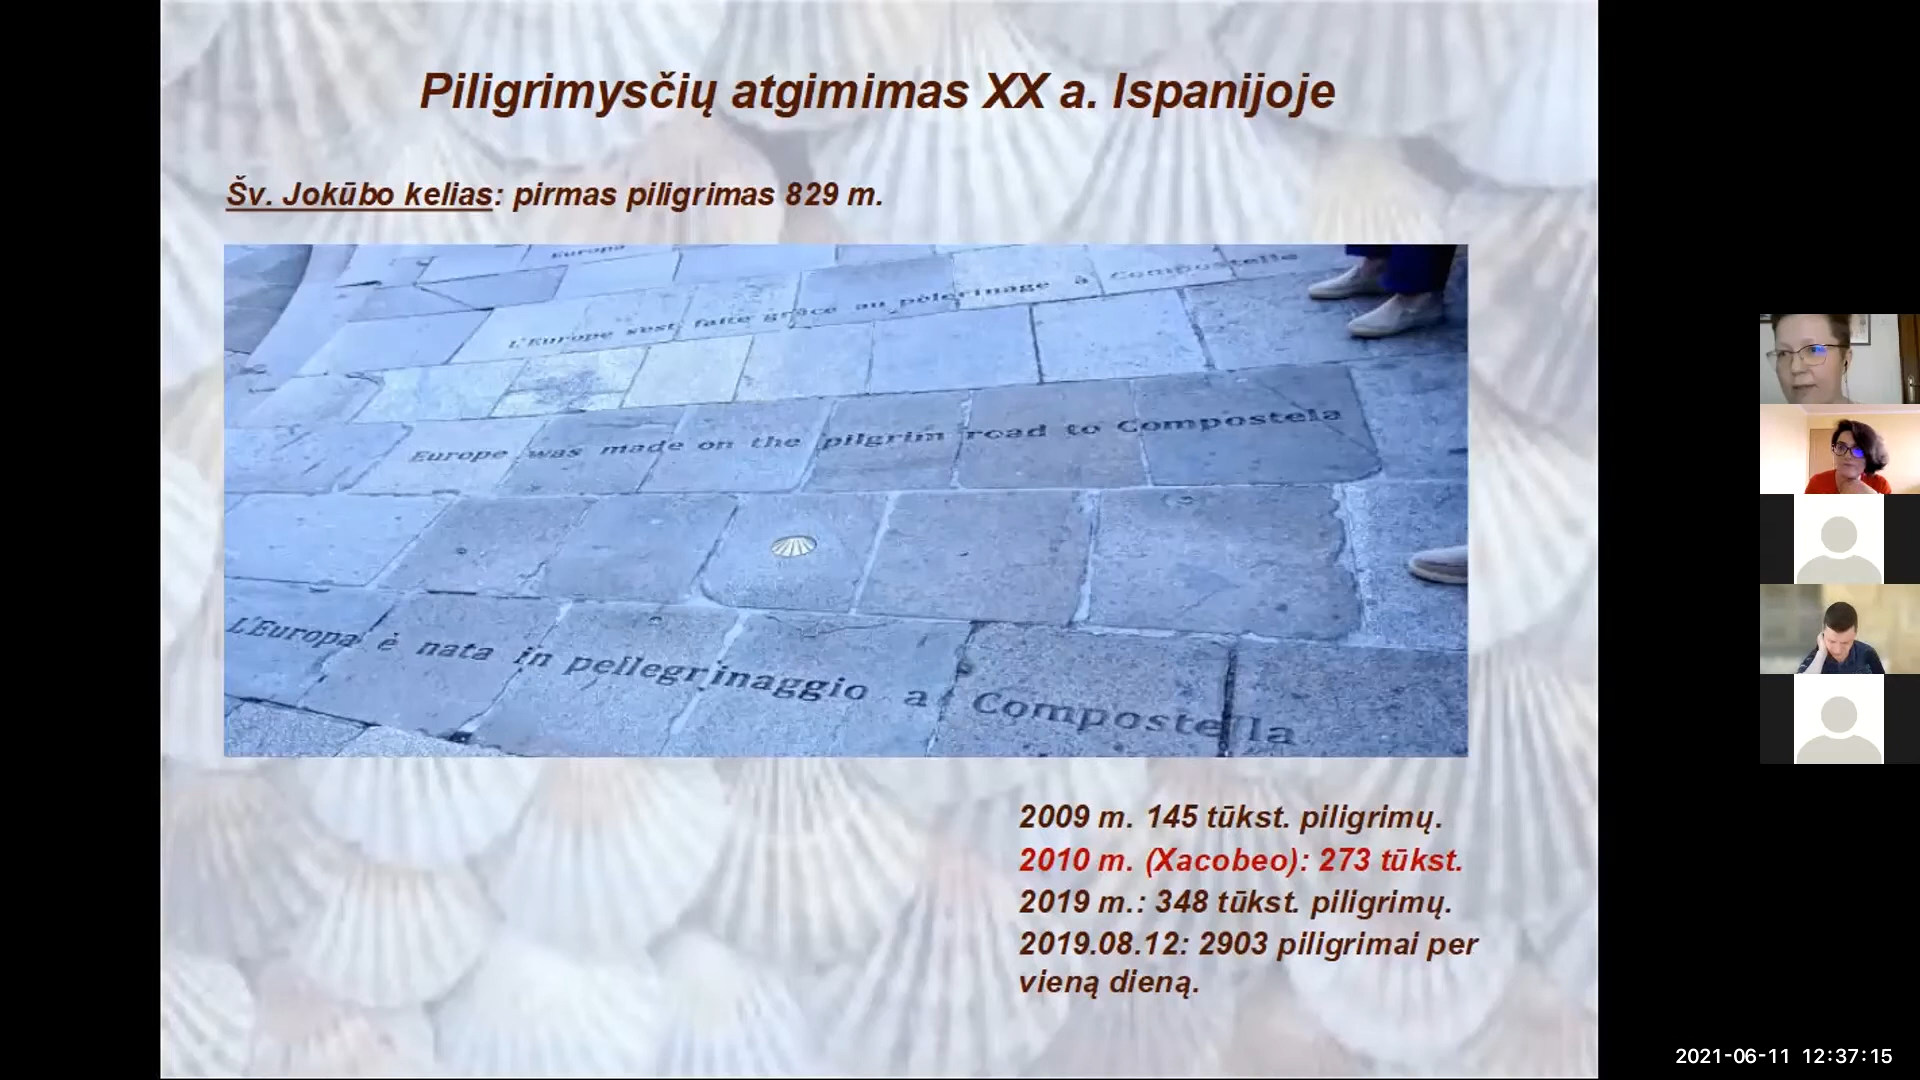 Piligrimysčių atgimimas XX a. Ispanijoje
Šv. Jokūbo kelias: pirmas piligrimas 829 m.
Europa
L'Europe s'est faite grâce au pèlerinage à Compostelle
Europe was made on the pilgrim road to Compostela
L'Europa è nata in pellegrinaggio a Compostella
2009 m. 145 tūkst. piligrimų.
2010 m. (Xacobeo): 273 tūkst.
2019 m.: 348 tūkst. piligrimų.
2019.08.12: 2903 piligrimai per
vieną dieną.
2021-06-11 12:37:15